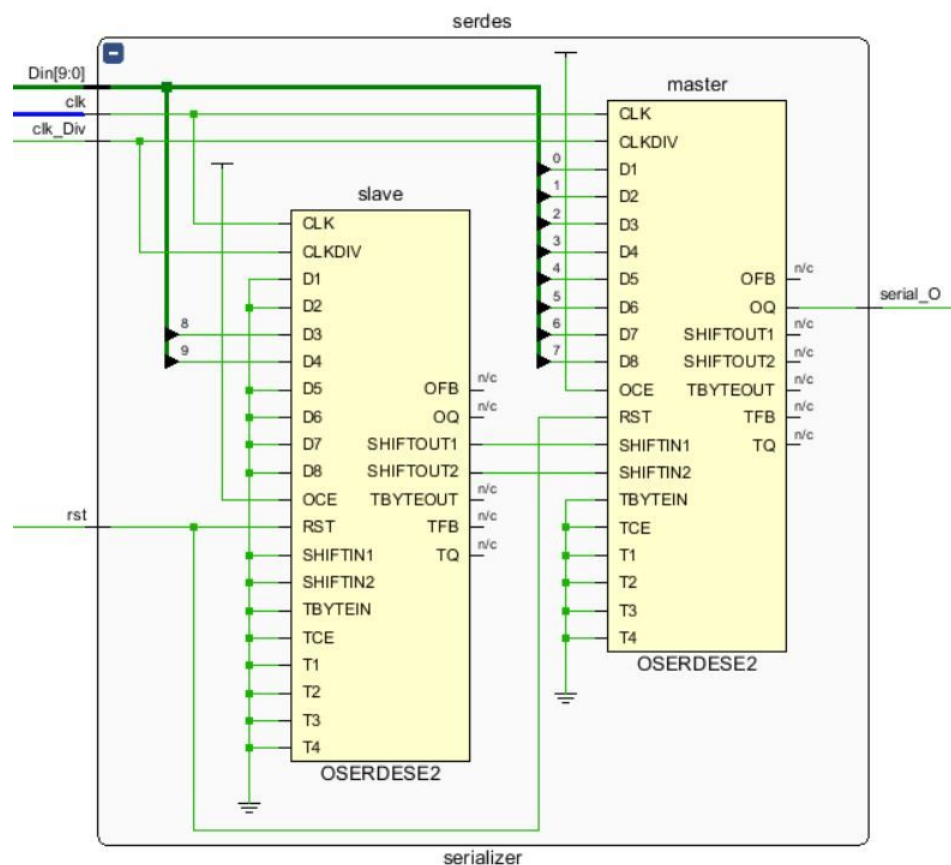 serdes
Din[9:0]
clk
clk_Div
rst
slave
CLK
CLKDIV
D1
D2
8
D3
9
D4
D5
D6
D7
D8
OCE
RST
SHIFTIN1
SHIFTIN2
TBYTEIN
TCE
T1
T2
T3
T4
OFB n/c
OQ n/c
SHIFTOUT1
SHIFTOUT2
TBYTEOUT n/c
TFB n/c
TQ n/c
OSERDESE2
master
CLK
CLKDIV
0 D1
1 D2
2 D3
3 D4
4 D5
5 D6
6 D7
7 D8
OCE
RST
SHIFTIN1
SHIFTIN2
TBYTEIN
TCE
T1
T2
T3
T4
OFB n/c
OQ
SHIFTOUT1 n/c
SHIFTOUT2 n/c
TBYTEOUT n/c
TFB n/c
TQ n/c
OSERDESE2
serial_O
serializer